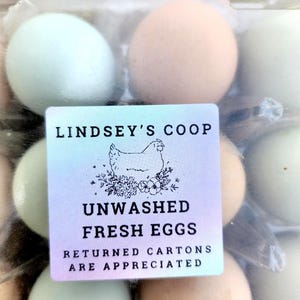 LINDSEY'S COOP
UNWASHED
FRESH EGGS
RETURNED CARTONS
ARE APPRECIATED